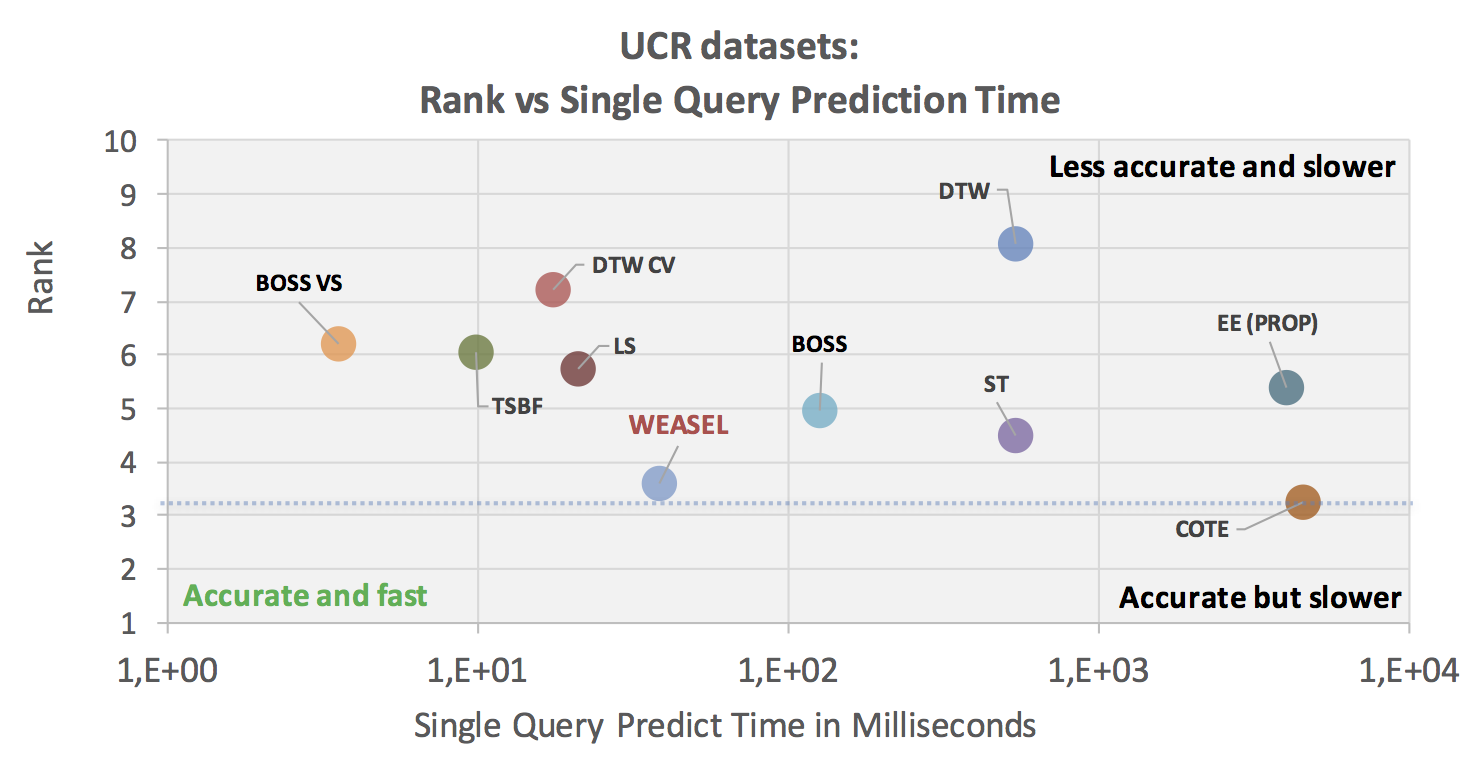 UCR datasets:
Rank vs Single Query Prediction Time
10
9
8
7
6
5
4
3
2
1
Rank
Less accurate and slower
DTW
DTW CV
BOSS VS
EE (PROP)
LS
BOSS
ST
TSBF
WEASEL
COTE
Accurate and fast
Accurate but slower
1,E+00 1,E+01 1,E+02 1,E+03 1,E+04
Single Query Predict Time in Milliseconds